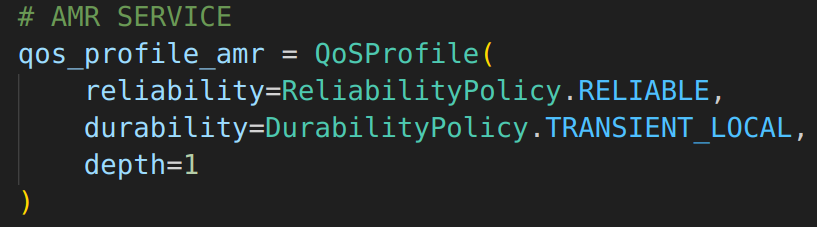 # AMR SERVICE
qos_profile_amr = QoSProfile(
    reliability=ReliabilityPolicy.RELIABLE,
    durability=DurabilityPolicy.TRANSIENT_LOCAL,
    depth=1
)